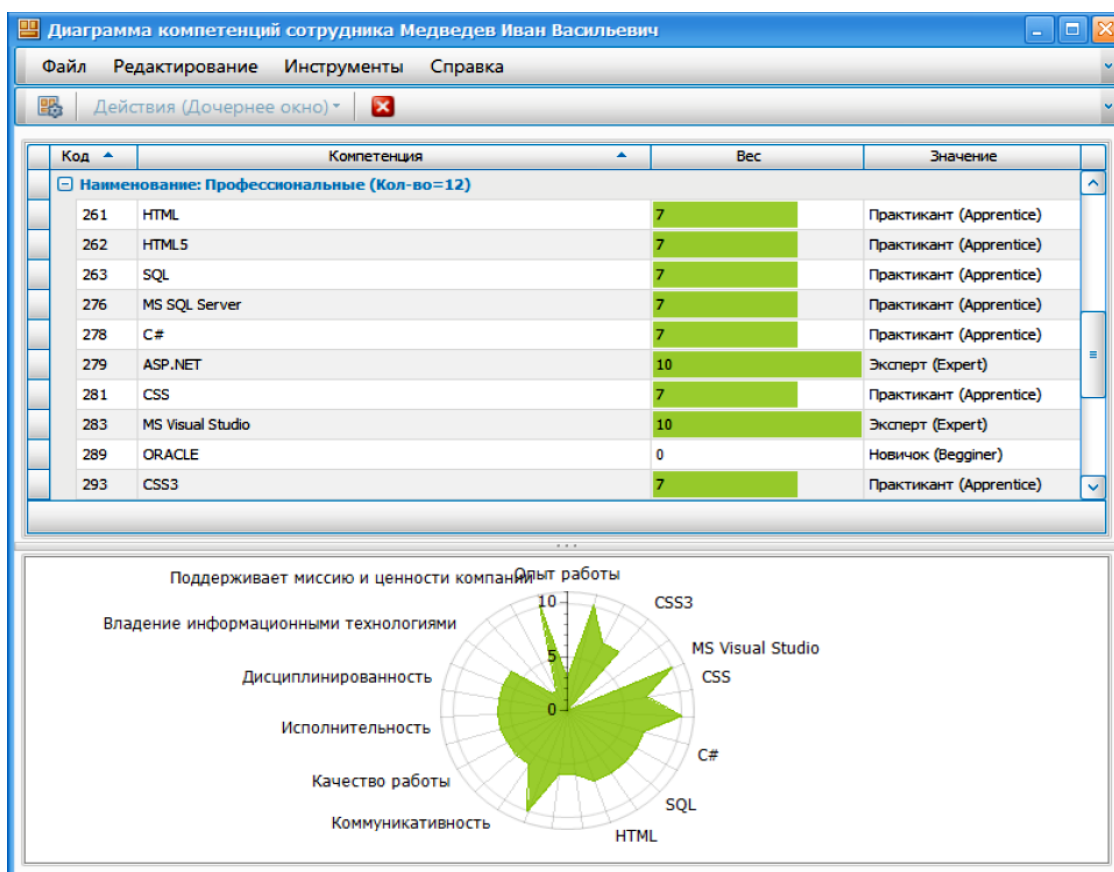 Диаграмма компетенций сотрудника Медведев Иван Васильевич
Файл Редактирование Инструменты Справка
Действия (Дочернее окно)
Код Компетенция Вес Значение
Наименование: Профессиональные (Кол-во=12)
261 HTML 7 Практикант (Apprentice)
262 HTML5 7 Практикант (Apprentice)
263 SQL 7 Практикант (Apprentice)
276 MS SQL Server 7 Практикант (Apprentice)
278 C# 7 Практикант (Apprentice)
279 ASP.NET 10 Эксперт (Expert)
281 CSS 7 Практикант (Apprentice)
283 MS Visual Studio 10 Эксперт (Expert)
289 ORACLE 0 Новичок (Begginer)
293 CSS3 7 Практикант (Apprentice)
Поддерживает миссию и ценности компании Опыт работы
10 CSS3
Владение информационными технологиями
MS Visual Studio
5
Дисциплинированность CSS
0
Исполнительность
C#
Качество работы
SQL
Коммуникативность
HTML